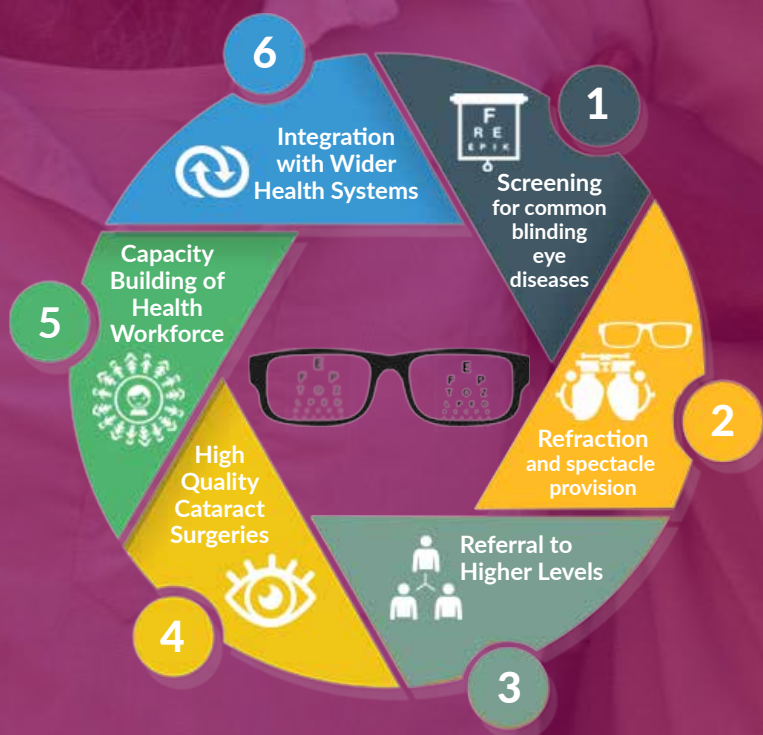 1
F
R E
E P I K
Screening
for common
blinding
eye
diseases
2
Refraction
and spectacle
provision
3
Referral to
Higher Levels
4
High
Quality
Cataract
Surgeries
5
Capacity
Building of
Health
Workforce
6
Integration
with Wider
Health Systems
E
F P
T O Z
E
F P
T O Z
L P E D